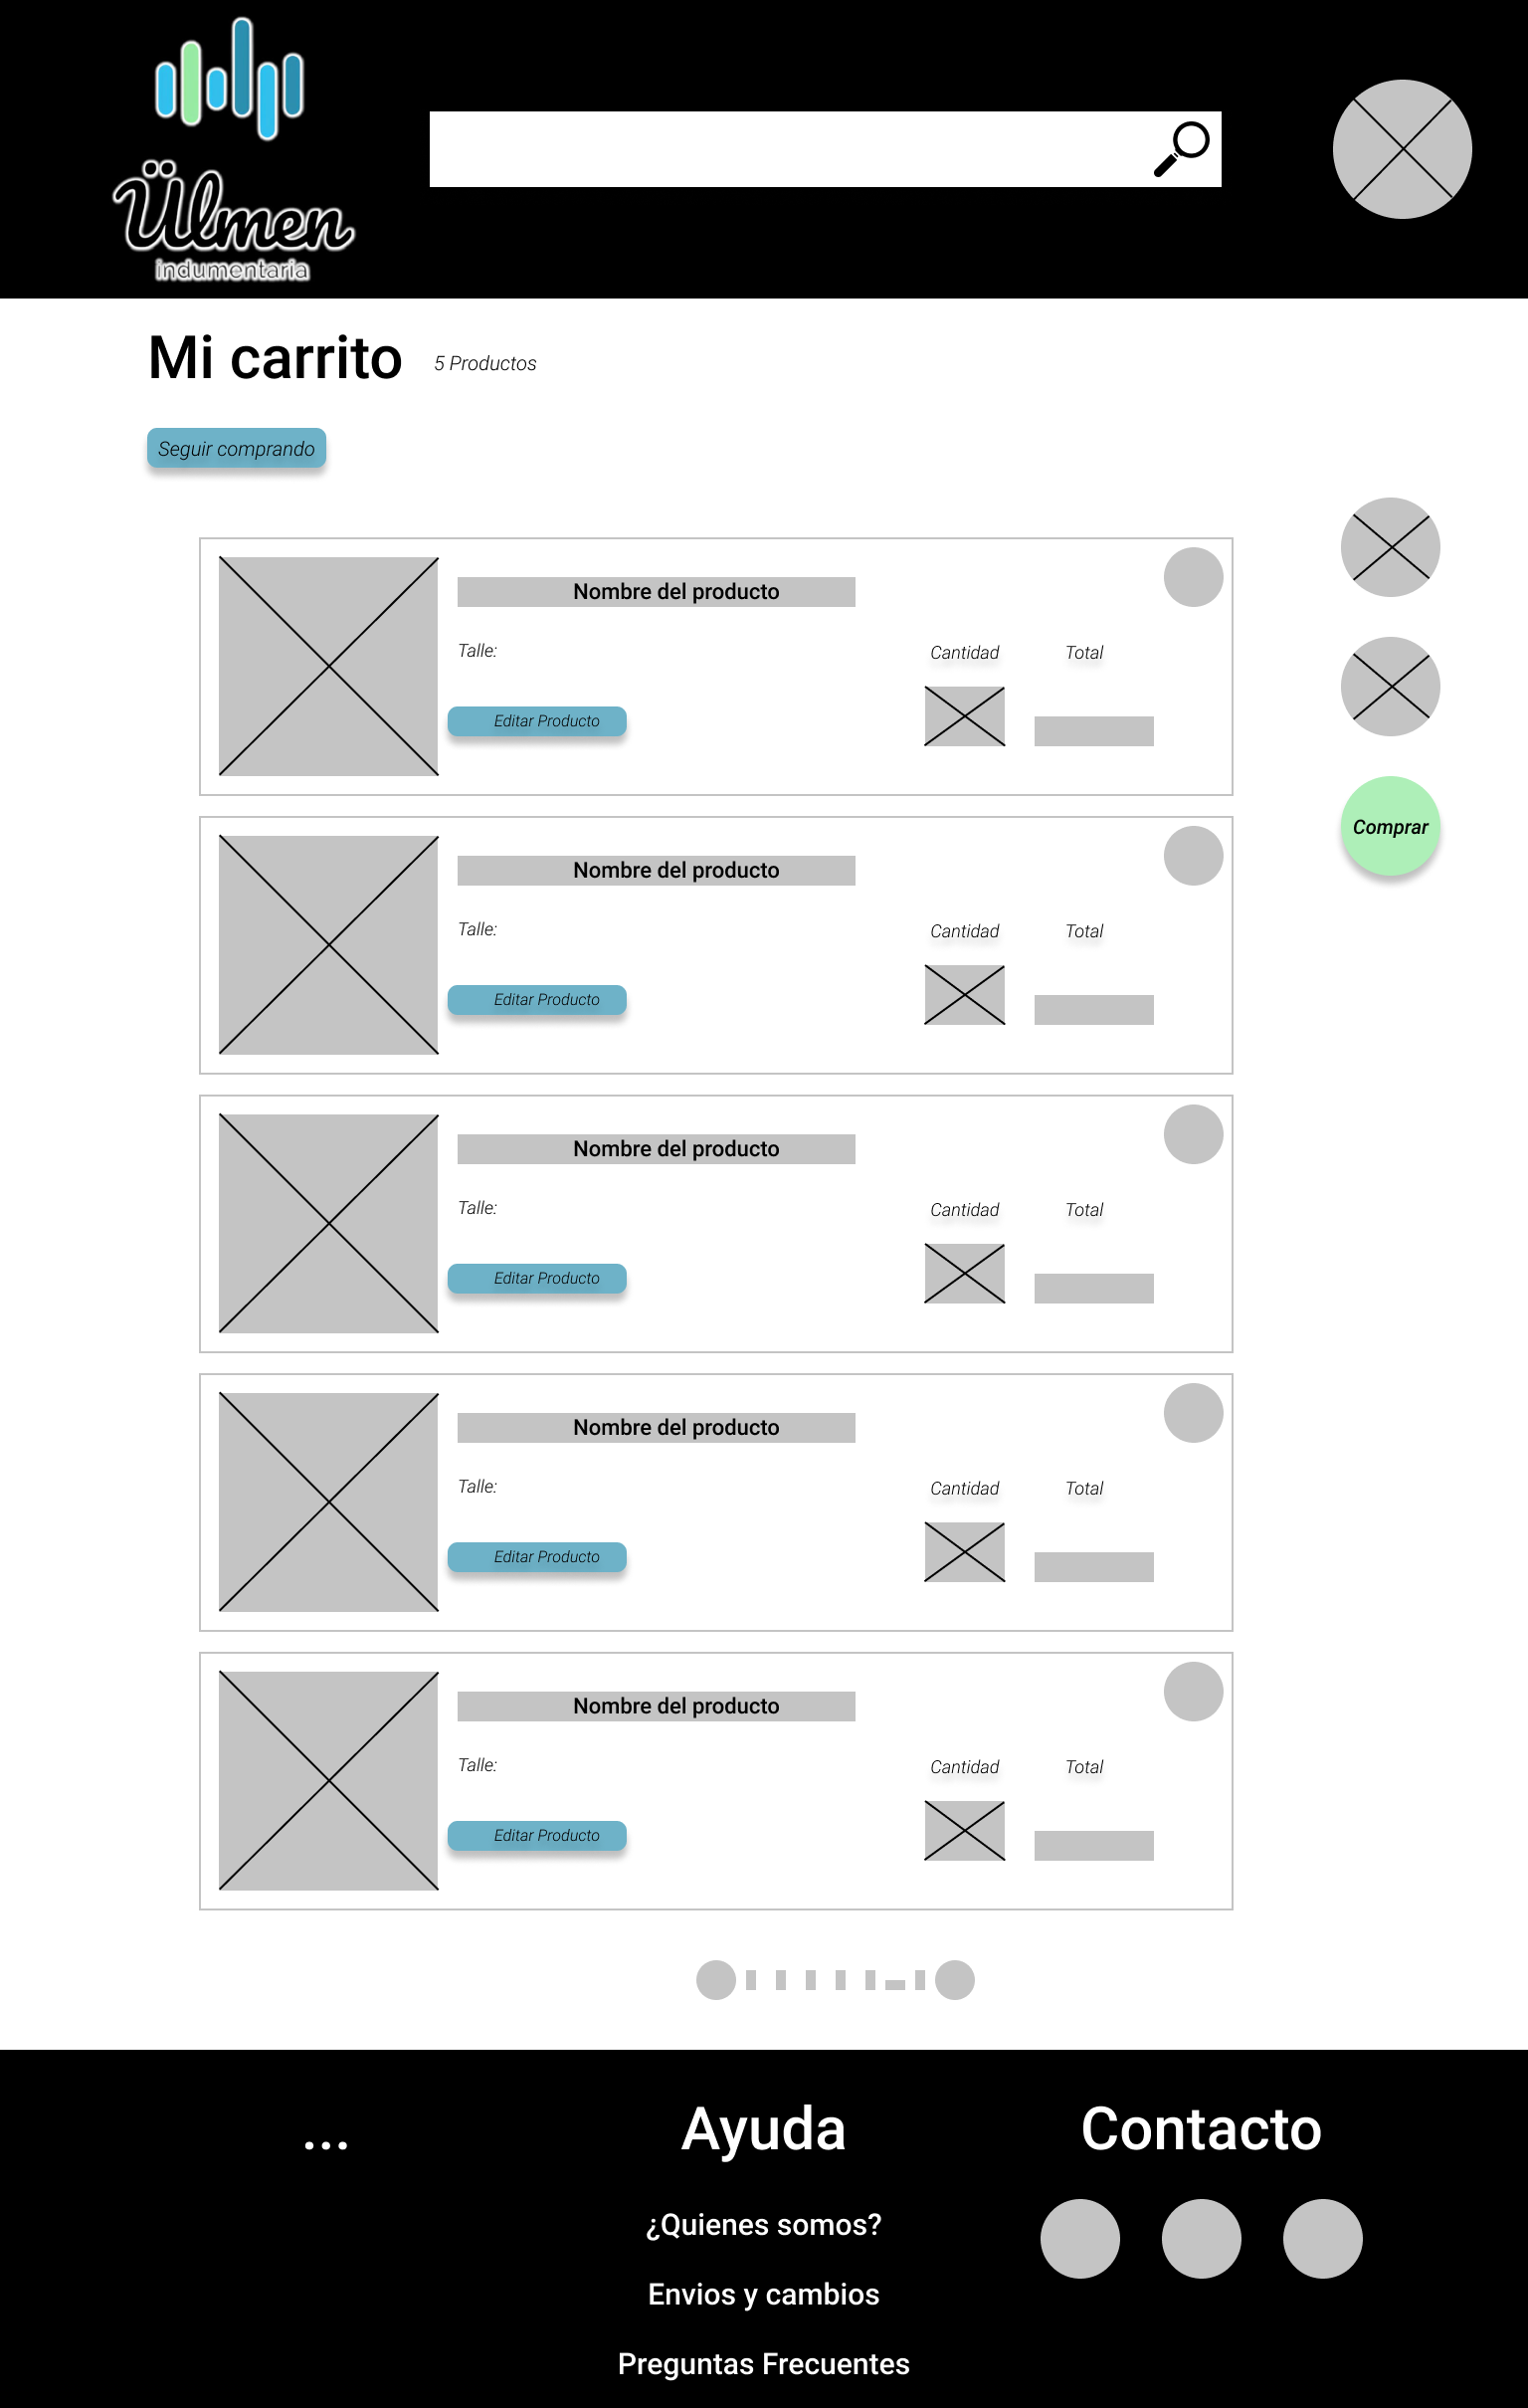 Ülmen
indumentaria
Mi carrito
5 Productos
Seguir comprando
Nombre del producto
Talle:
Cantidad
Total
Editar Producto
Comprar
Nombre del producto
Talle:
Cantidad
Total
Editar Producto
Nombre del producto
Talle:
Cantidad
Total
Editar Producto
Nombre del producto
Talle:
Cantidad
Total
Editar Producto
Nombre del producto
Talle:
Cantidad
Total
Editar Producto
...
Ayuda
Contacto
¿Quienes somos?
Envios y cambios
Preguntas Frecuentes